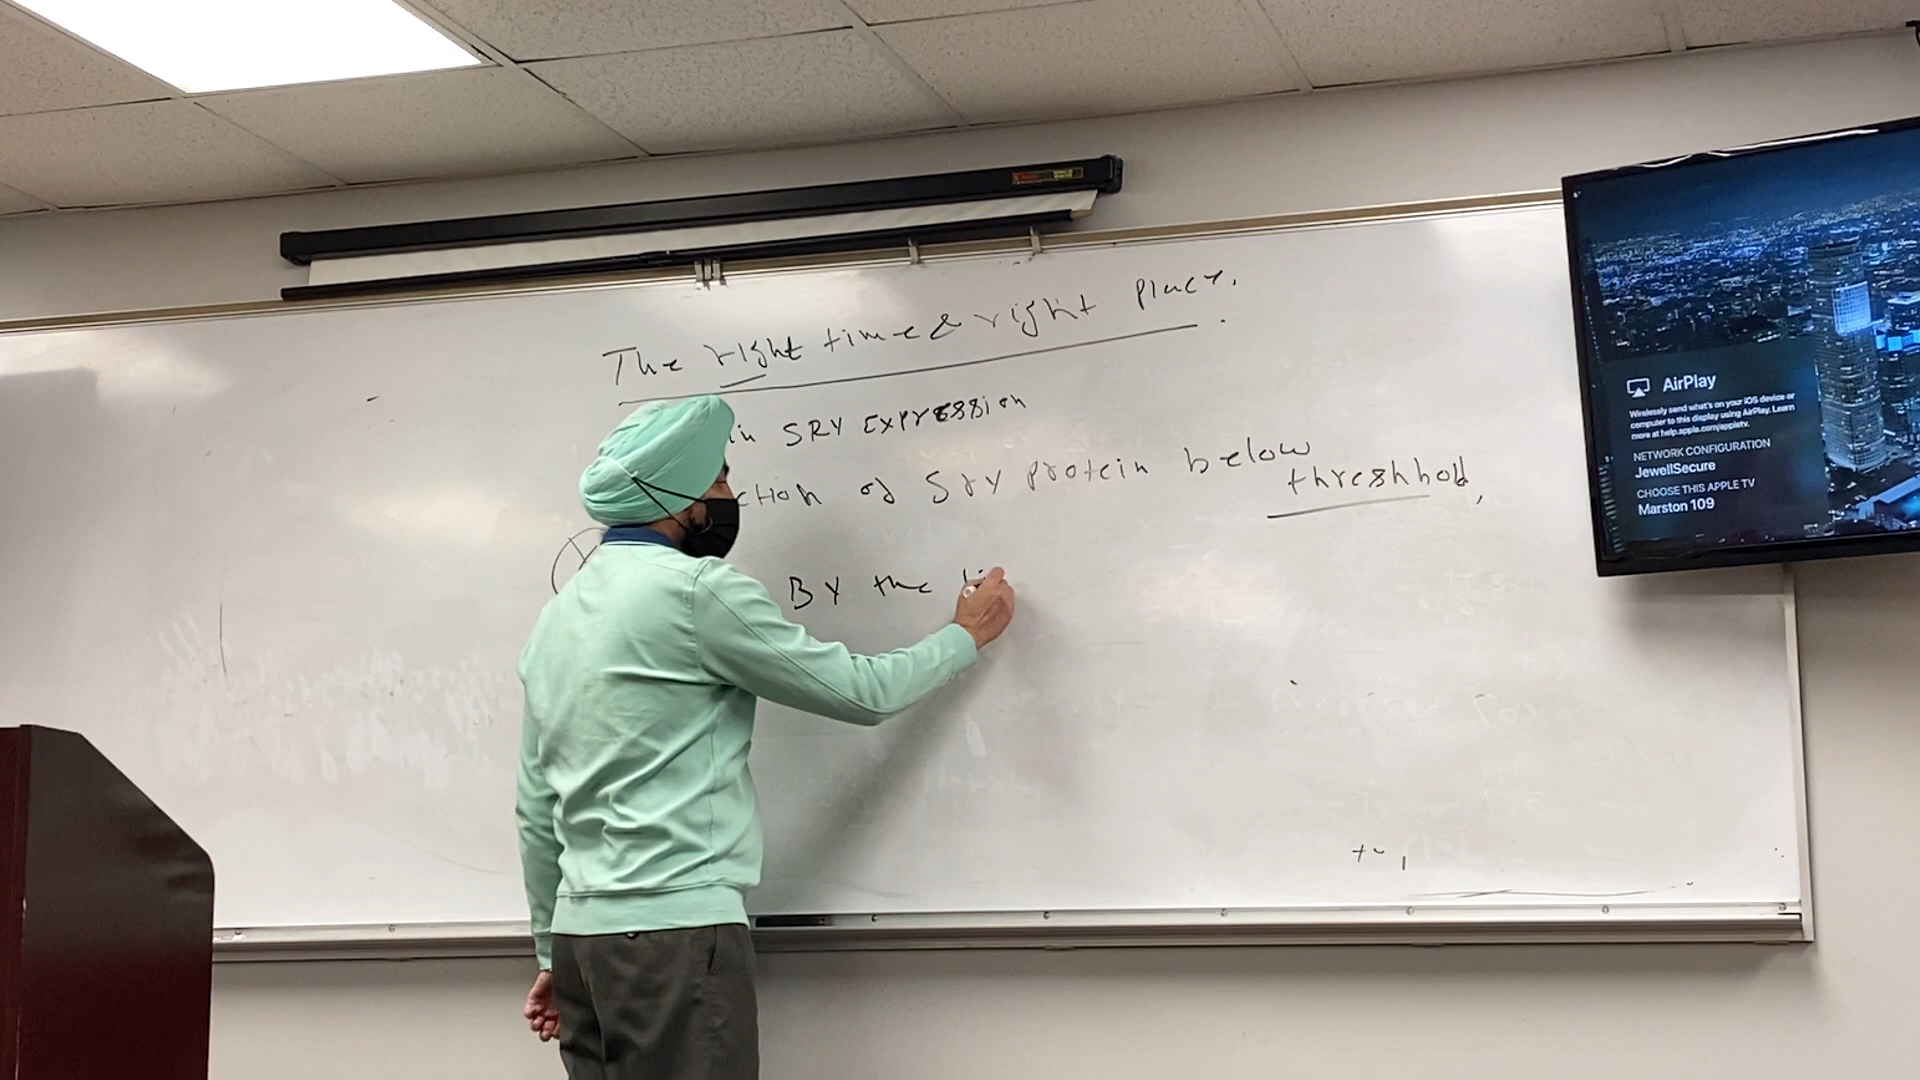 The right time & right place.
in SRY Expression
ction of Sry protein below
threshhold,
By the ti
AirPlay
Wirelessly send what's on your iOS device or
computer to this display using AirPlay. Learn
more at help.apple.com/appletv.
NETWORK CONFIGURATION
JewellSecure
CHOOSE THIS APPLE TV
Marston 109